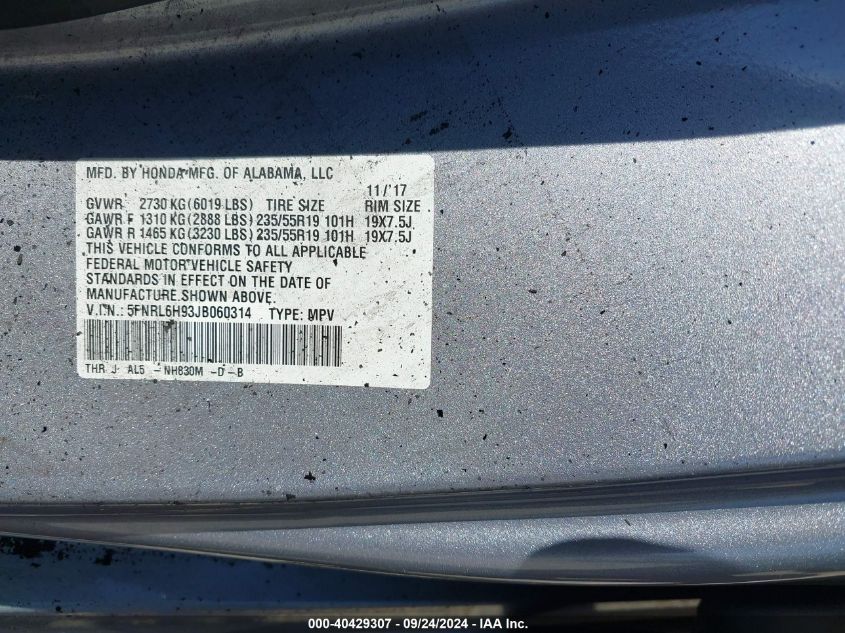 MFD. BY HONDA MFG. OF ALABAMA, LLC
11/'17
GVWR 2730 KG(6019 LBS) TIRE SIZE RIM SIZE
GAWR F 1310 KG(2888 LBS)235/55R19 101H 19X7.5J
GAWR R 1465 KG(3230 LBS)235/55R19 101H 19X7.5J
THIS VEHICLE CONFORMS TO ALL APPLICABLE
FEDERAL MOTOR VEHICLE SAFETY
STANDARDS IN EFFECT ON THE DATE OF
MANUFACTURE SHOWN ABOVE.
V.I.N.: 5FNRL6H93JB060314 TYPE: MPV
THR J AL5 -NH830M -D-B
000-40429307 - 09/24/2024 - IAA Inc.